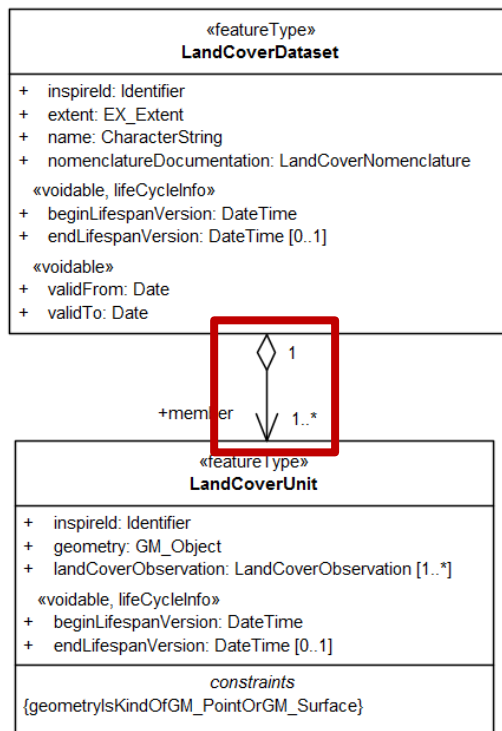 «featureType»
LandCoverDataset
+ inspireId: Identifier
+ extent: EX_Extent
+ name: CharacterString
+ nomenclatureDocumentation: LandCoverNomenclature
«voidable, lifeCycleInfo»
+ beginLifespanVersion: DateTime
+ endLifespanVersion: DateTime [0..1]
«voidable»
+ validFrom: Date
+ validTo: Date
1
+member
1..*
«featureType»
LandCoverUnit
+ inspireId: Identifier
+ geometry: GM_Object
+ landCoverObservation: LandCoverObservation [1..*]
«voidable, lifeCycleInfo»
+ beginLifespanVersion: DateTime
+ endLifespanVersion: DateTime [0..1]
constraints
{geometryIsKindOfGM_PointOrGM_Surface}